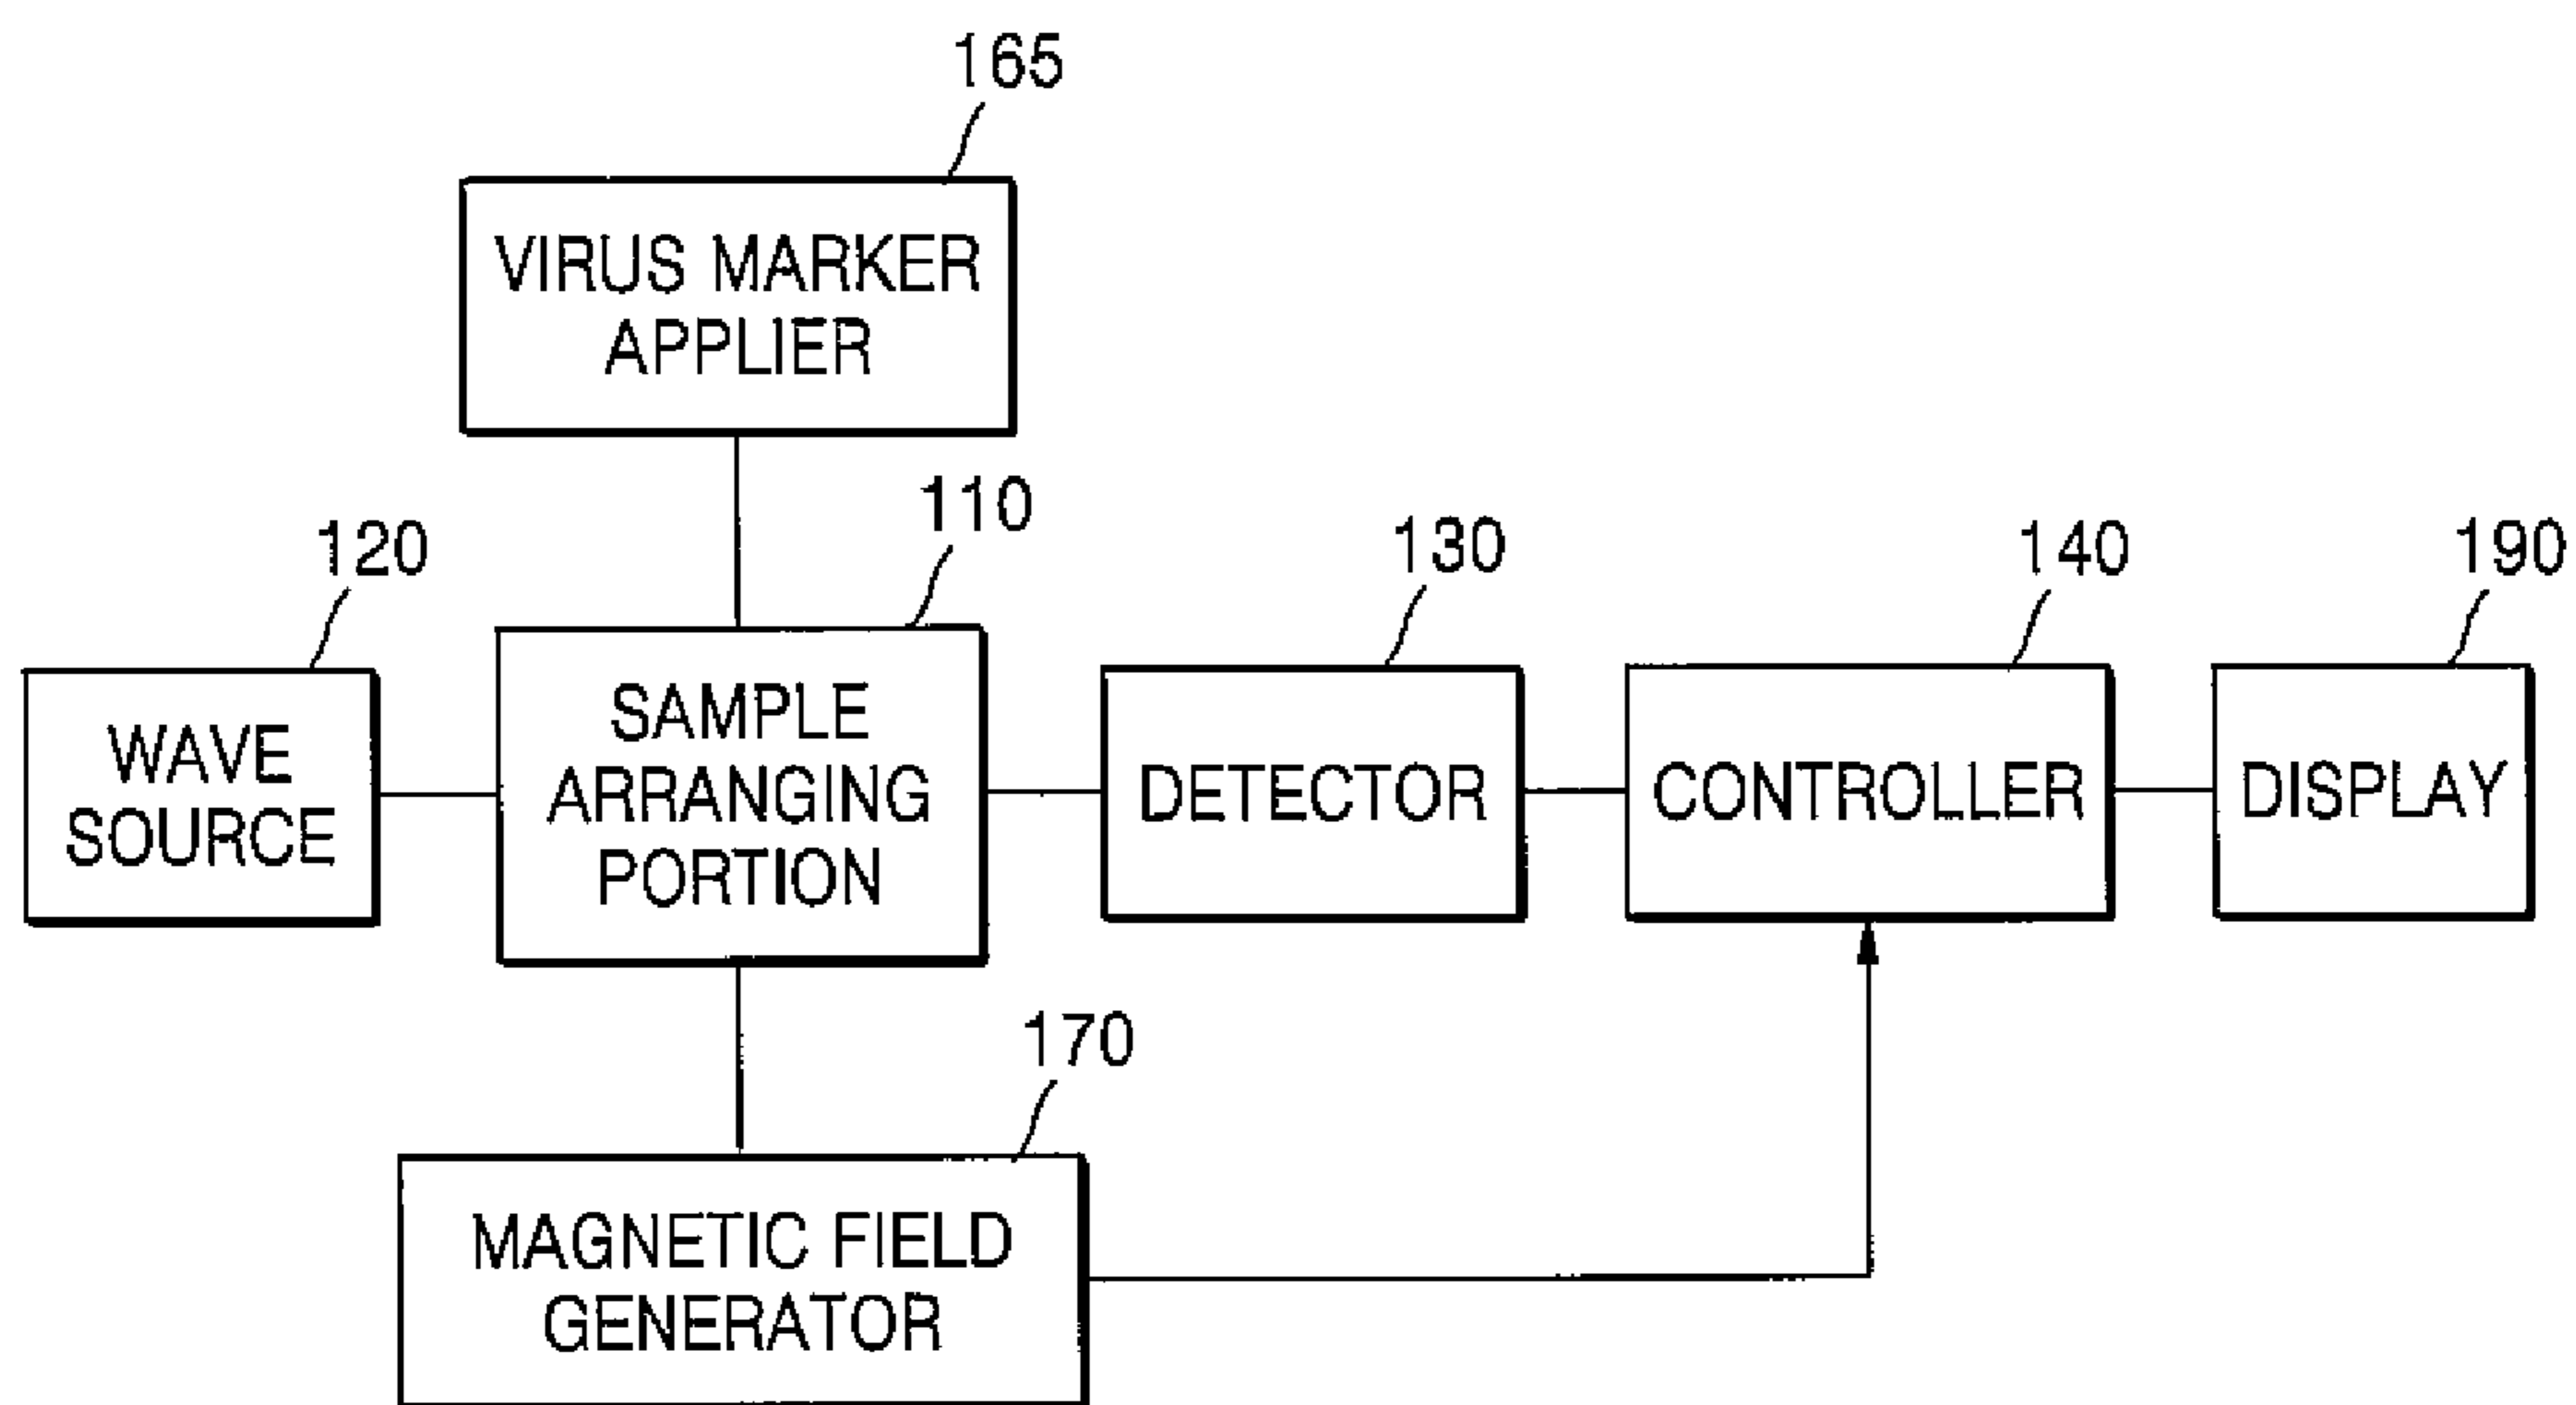 165
VIRUS MARKER
APPLIER
120
110
130
140
190
WAVE
SOURCE
SAMPLE
ARRANGING
PORTION
DETECTOR
CONTROLLER
DISPLAY
170
MAGNETIC FIELD
GENERATOR